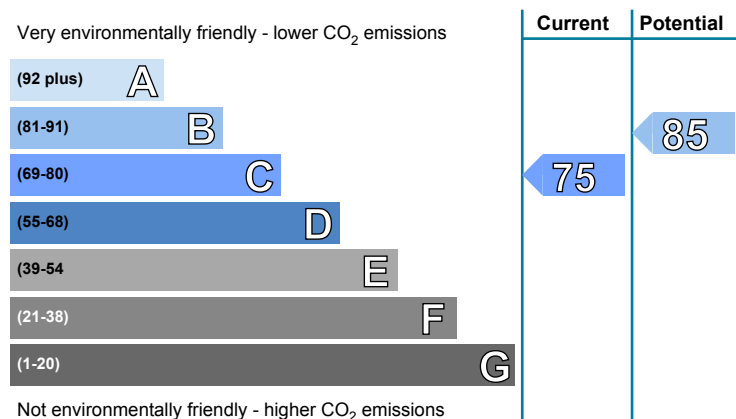 Very environmentally friendly - lower CO2 emissions
Current Potential
(92 plus) A
(81-91) B
85
(69-80) C
75
(55-68) D
(39-54 E
(21-38) F
(1-20) G
Not environmentally friendly - higher CO2 emissions